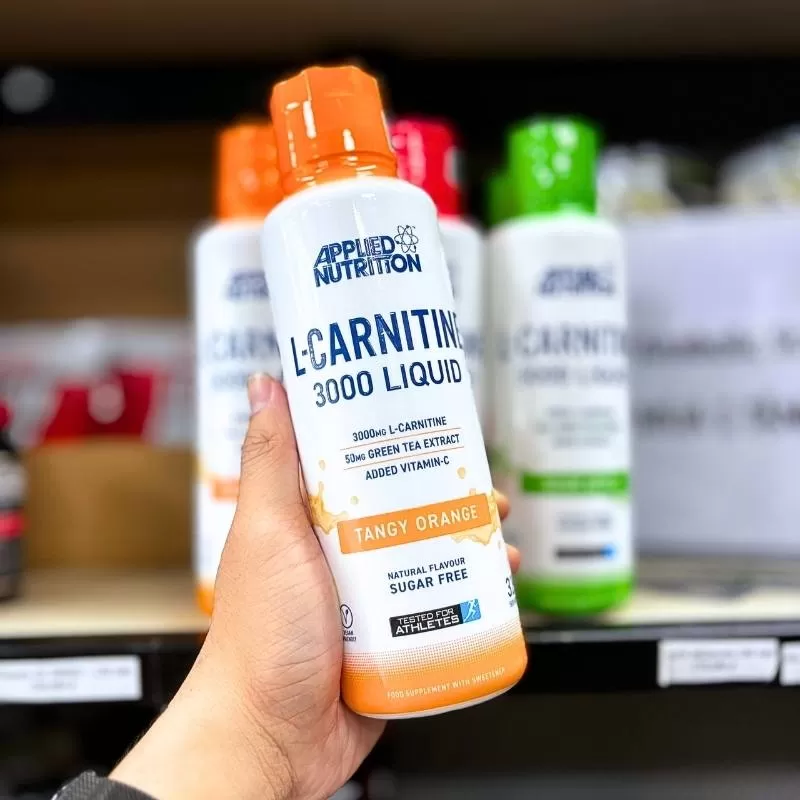 APPLIED
NUTRITION
L-CARNITINE
3000 LIQUID
3000MG L-CARNITINE
50MG GREEN TEA EXTRACT
ADDED VITAMIN-C
TANGY ORANGE
NATURAL FLAVOUR
SUGAR FREE
TESTED FOR
ATHLETES
VEGAN
FOOD SUPPLEMENT WITH SWEETENER